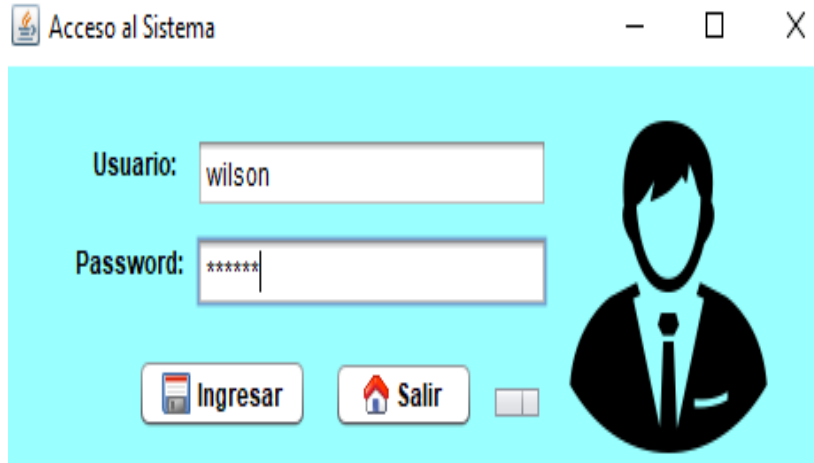 Acceso al Sistema
Usuario: wilson
Password: ******
Ingresar Salir